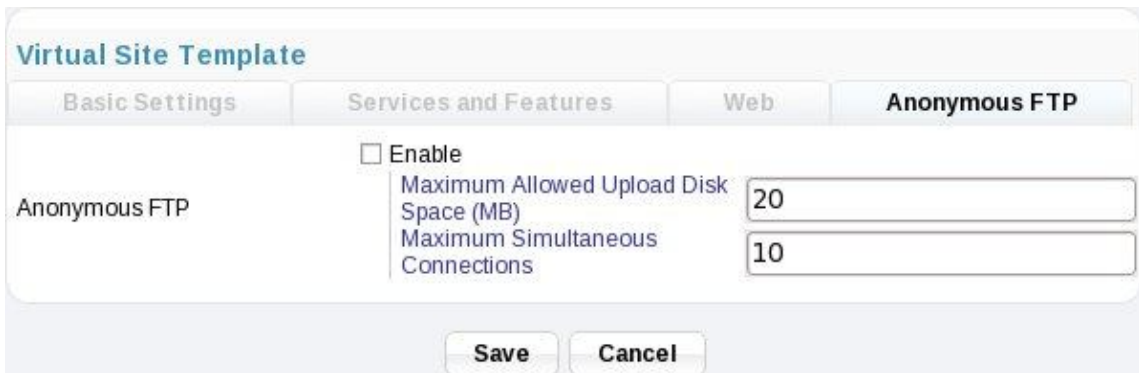 Virtual Site Template
Basic Settings
Services and Features
Web
Anonymous FTP
Enable
Anonymous FTP
Maximum Allowed Upload Disk
Space (MB)
20
Maximum Simultaneous
Connections
10
Save
Cancel